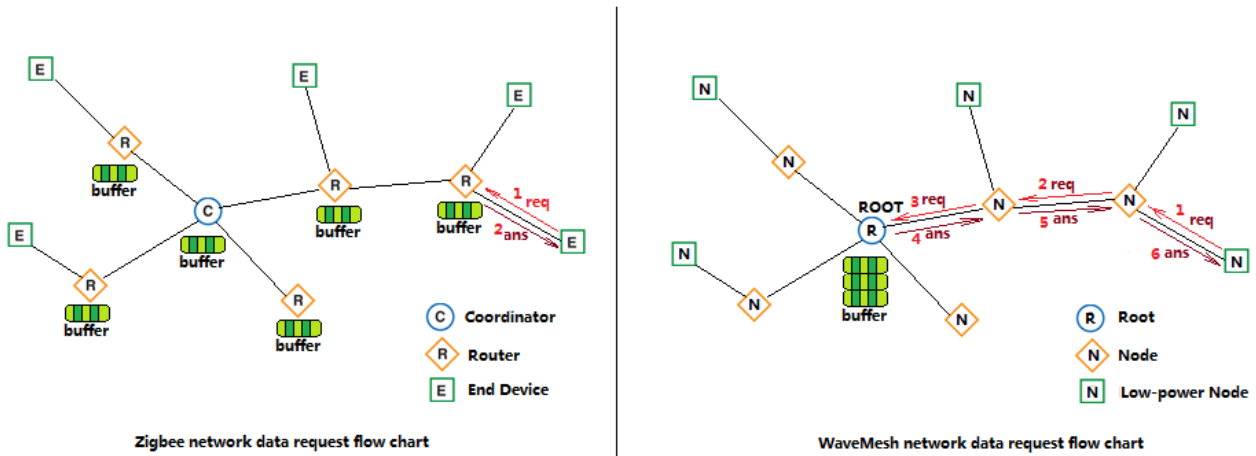 E
E
E
R
buffer
R
buffer
R
buffer
1 req
2 ans
E
C
buffer
E
R
buffer
R
buffer
C Coordinator
R Router
E End Device
Zigbee network data request flow chart
N
N
N
N
ROOT
R
buffer
3 req
4 ans
N
2 req
5 ans
N
1 req
6 ans
N
N
N
N
R Root
N Node
N Low-power Node
WaveMesh network data request flow chart